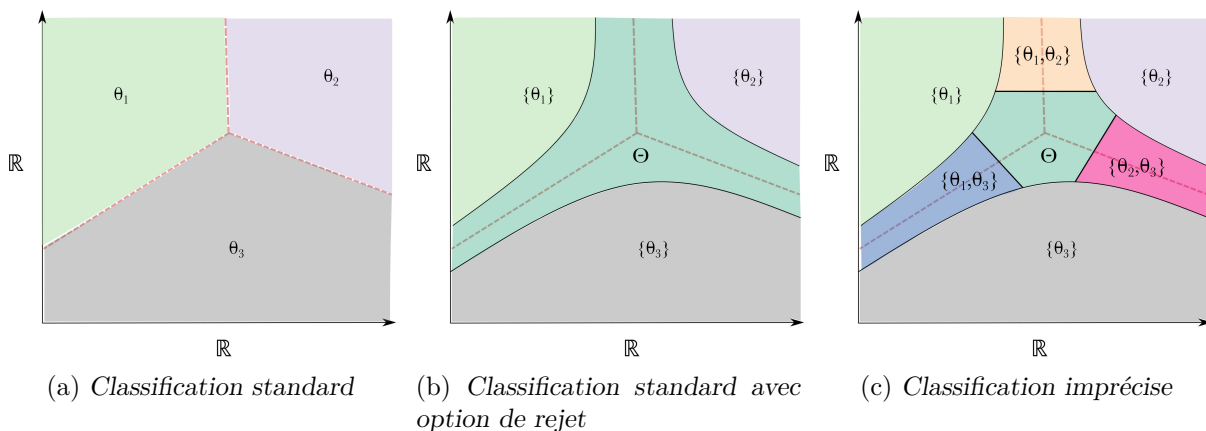 θ₁
θ₂
θ₃
ℝ
ℝ
(a) Classification standard
{θ₁}
{θ₂}
Θ
{θ₃}
ℝ
ℝ
(b) Classification standard avec
option de rejet
{θ₁,θ₂}
{θ₁}
{θ₂}
Θ
{θ₂,θ₃}
{θ₁,θ₃}
{θ₃}
ℝ
ℝ
(c) Classification imprécise